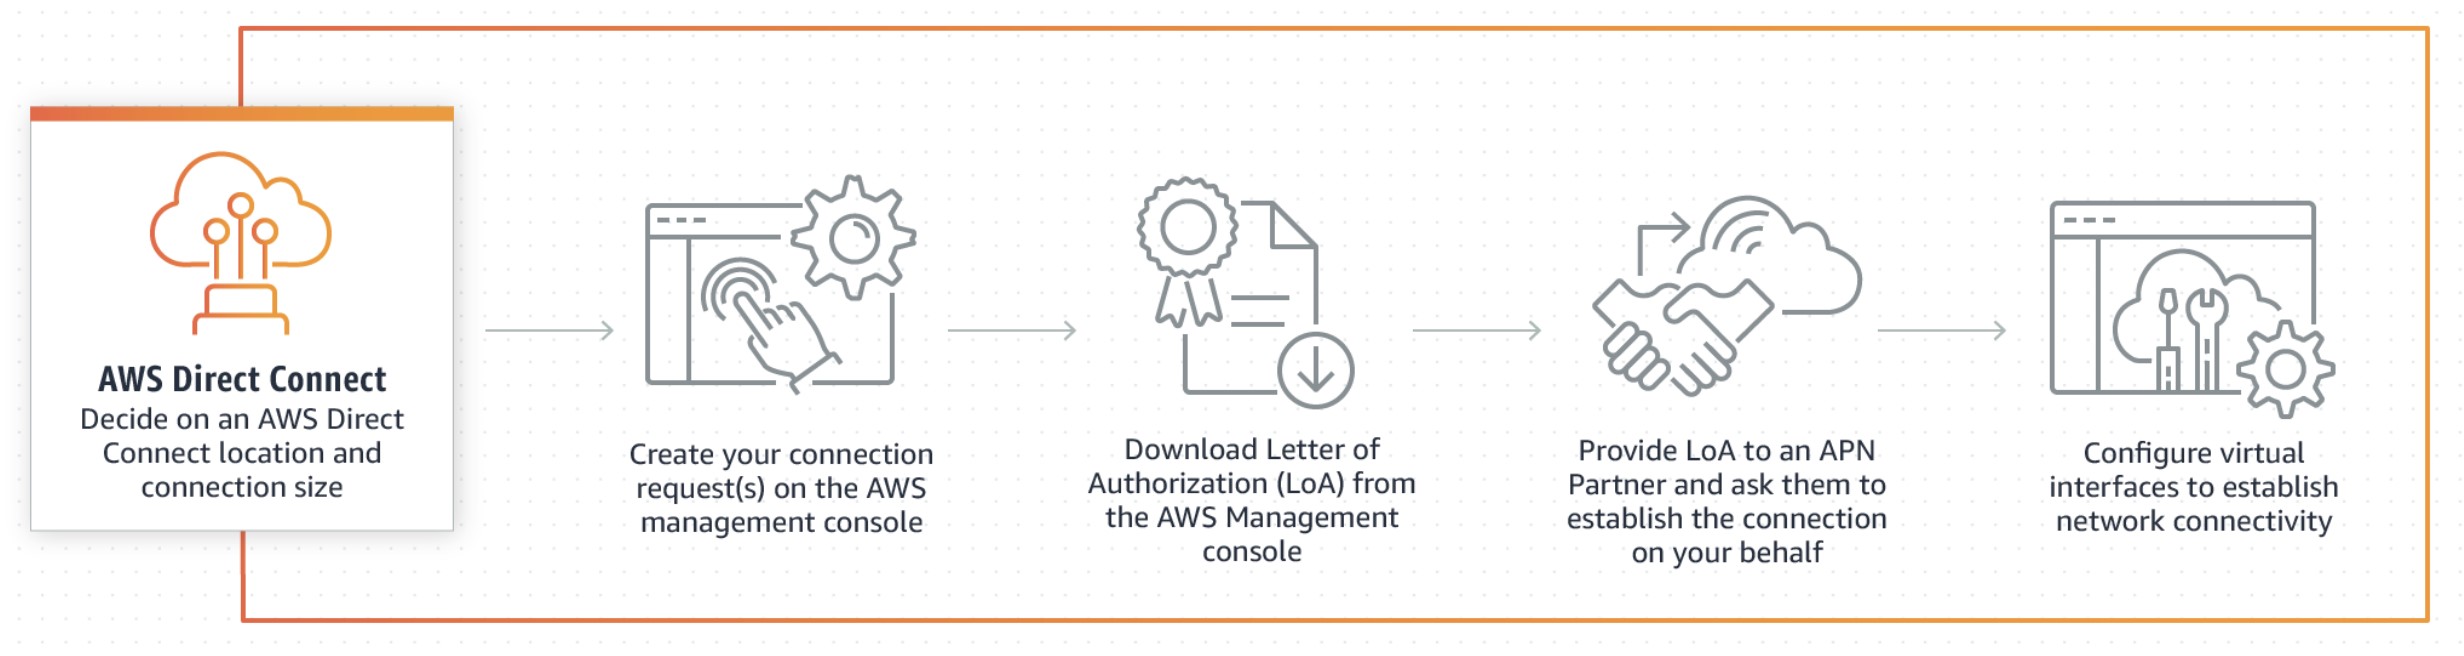 AWS Direct Connect
Decide on an AWS Direct
Connect location and
connection size
Create your connection
request(s) on the AWS
management console
Download Letter of
Authorization (LoA) from
the AWS Management
console
Provide LoA to an APN
Partner and ask them to
establish the connection
on your behalf
Configure virtual
interfaces to establish
network connectivity